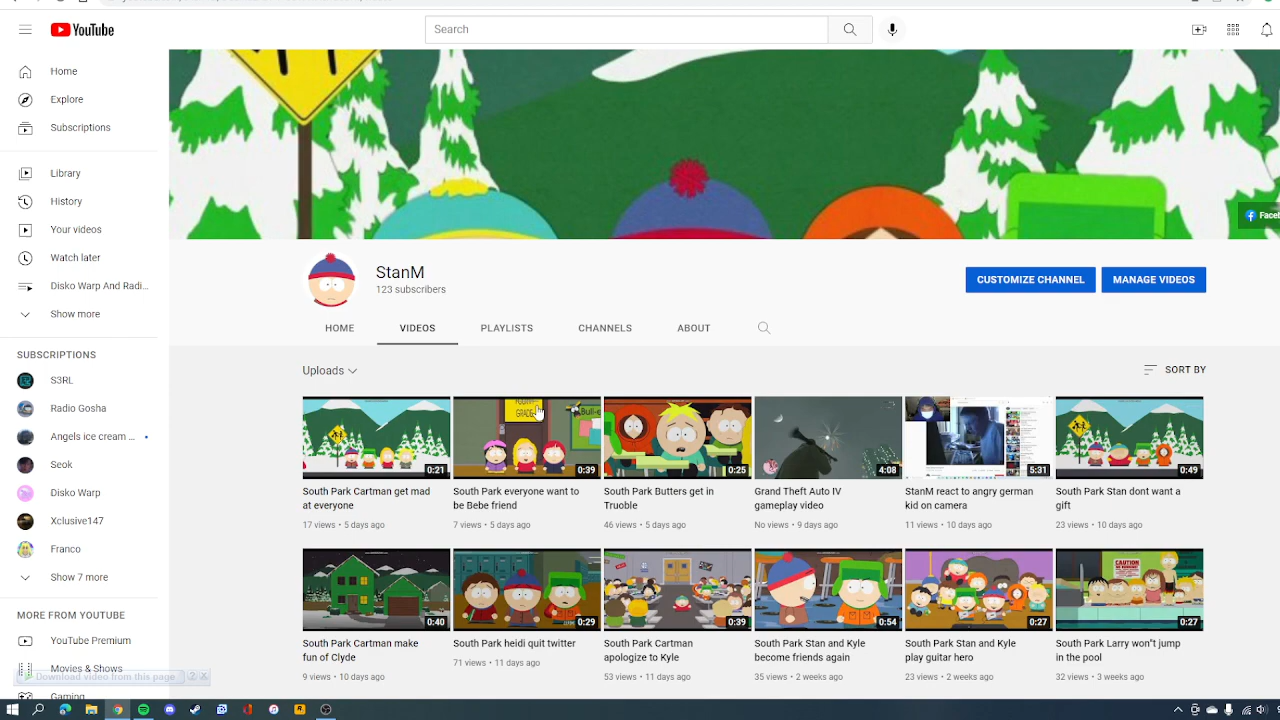 YouTube
Search
Home
Explore
Subscriptions
Library
History
Your videos
Watch later
Disko Warp And Radi...
Show more
SUBSCRIPTIONS
S3RL
Radio Gosha
Angels ice cream ...
Seok
Disko Warp
Xclusive147
Franco
Show 7 more
MORE FROM YOUTUBE
YouTube Premium
Movies & Shows
Download video from this page ? X
Gaming
Faceb
StanM
123 subscribers
CUSTOMIZE CHANNEL
MANAGE VIDEOS
HOME
VIDEOS
PLAYLISTS
CHANNELS
ABOUT
Uploads
SORT BY
0:21
South Park Cartman get mad
at everyone
17 views • 5 days ago
GRADE
Bull-e
0:39
South Park everyone want to
be Bebe friend
7 views • 5 days ago
0:25
South Park Butters get in
Truoble
46 views • 5 days ago
4:08
Grand Theft Auto IV
gameplay video
No views • 9 days ago
5:31
StanM react to angry german
kid on camera
11 views • 10 days ago
0:49
South Park Stan dont want a
gift
23 views • 10 days ago
0:40
South Park Cartman make
fun of Clyde
9 views • 10 days ago
0:29
South Park heidi quit twitter
71 views • 11 days ago
0:39
South Park Cartman
apologize to Kyle
53 views • 11 days ago
0:54
South Park Stan and Kyle
become friends again
35 views • 2 weeks ago
0:27
South Park Stan and Kyle
play guitar hero
23 views • 2 weeks ago
CAUTION
0:27
South Park Larry won"t jump
in the pool
32 views • 3 weeks ago